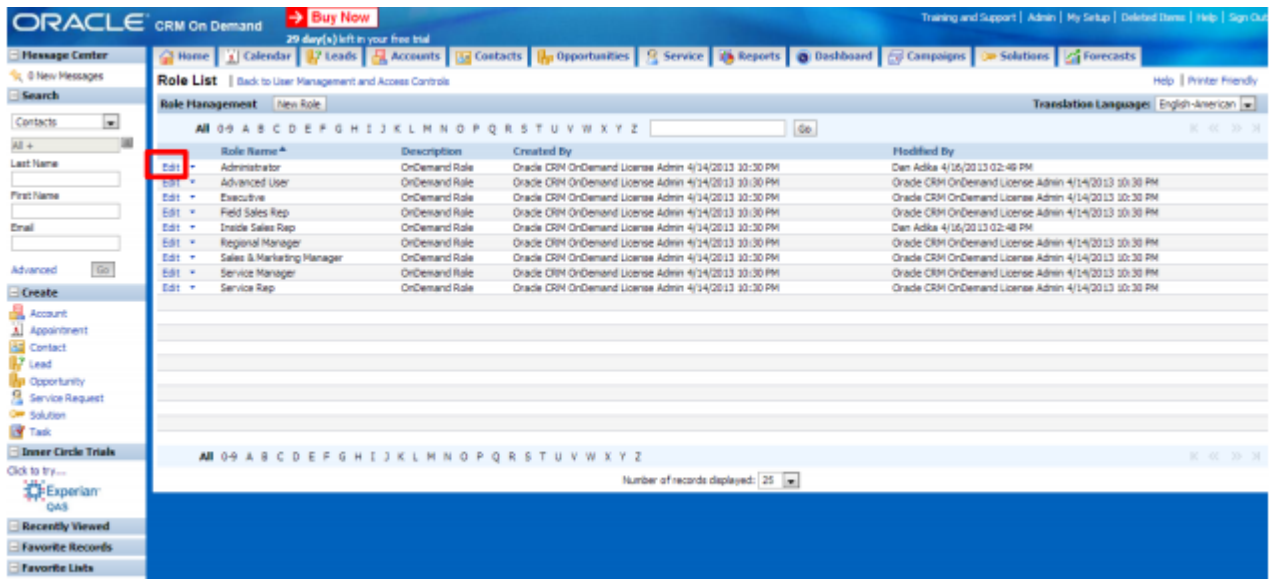 ORACLE CRM On Demand
Buy Now
29 day(s) left in your free trial
Training and Support | Admin | My Setup | Deleted Items | Help | Sign Out
Message Center
0 New Messages
Search
Contacts
All +
Last Name
First Name
Email
Advanced Go
Create
Account
Appointment
Contact
Lead
Opportunity
Service Request
Solution
Task
Inner Circle Trials
Click to try....
Experian
QAS
Recently Viewed
Favorite Records
Favorite Lists
Home Calendar Leads Accounts Contacts Opportunities Service Reports Dashboard Campaigns Solutions Forecasts
Role List | Back to User Management and Access Controls Help | Printer Friendly
Role Management New Role Translation Language: English-American
All 0-9 A B C D E F G H I J K L M N O P Q R S T U V W X Y Z Go
Role Name Description Created By Modified By
Edit Administrator OnDemand Role Oracle CRM OnDemand License Admin 4/14/2013 10:30 PM Den Adika 4/16/2013 02:49 PM
Edit Advanced User OnDemand Role Oracle CRM OnDemand License Admin 4/14/2013 10:30 PM Oracle CRM OnDemand License Admin 4/14/2013 10:30 PM
Edit Executive OnDemand Role Oracle CRM OnDemand License Admin 4/14/2013 10:30 PM Oracle CRM OnDemand License Admin 4/14/2013 10:30 PM
Edit Field Sales Rep OnDemand Role Oracle CRM OnDemand License Admin 4/14/2013 10:30 PM Oracle CRM OnDemand License Admin 4/14/2013 10:30 PM
Edit Inside Sales Rep OnDemand Role Oracle CRM OnDemand License Admin 4/14/2013 10:30 PM Den Adika 4/16/2013 02:48 PM
Edit Regional Manager OnDemand Role Oracle CRM OnDemand License Admin 4/14/2013 10:30 PM Oracle CRM OnDemand License Admin 4/14/2013 10:30 PM
Edit Sales & Marketing Manager OnDemand Role Oracle CRM OnDemand License Admin 4/14/2013 10:30 PM Oracle CRM OnDemand License Admin 4/14/2013 10:30 PM
Edit Service Manager OnDemand Role Oracle CRM OnDemand License Admin 4/14/2013 10:30 PM Oracle CRM OnDemand License Admin 4/14/2013 10:30 PM
Edit Service Rep OnDemand Role Oracle CRM OnDemand License Admin 4/14/2013 10:30 PM Oracle CRM OnDemand License Admin 4/14/2013 10:30 PM
All 0-9 A B C D E F G H I J K L M N O P Q R S T U V W X Y Z
Number of records displayed: 25